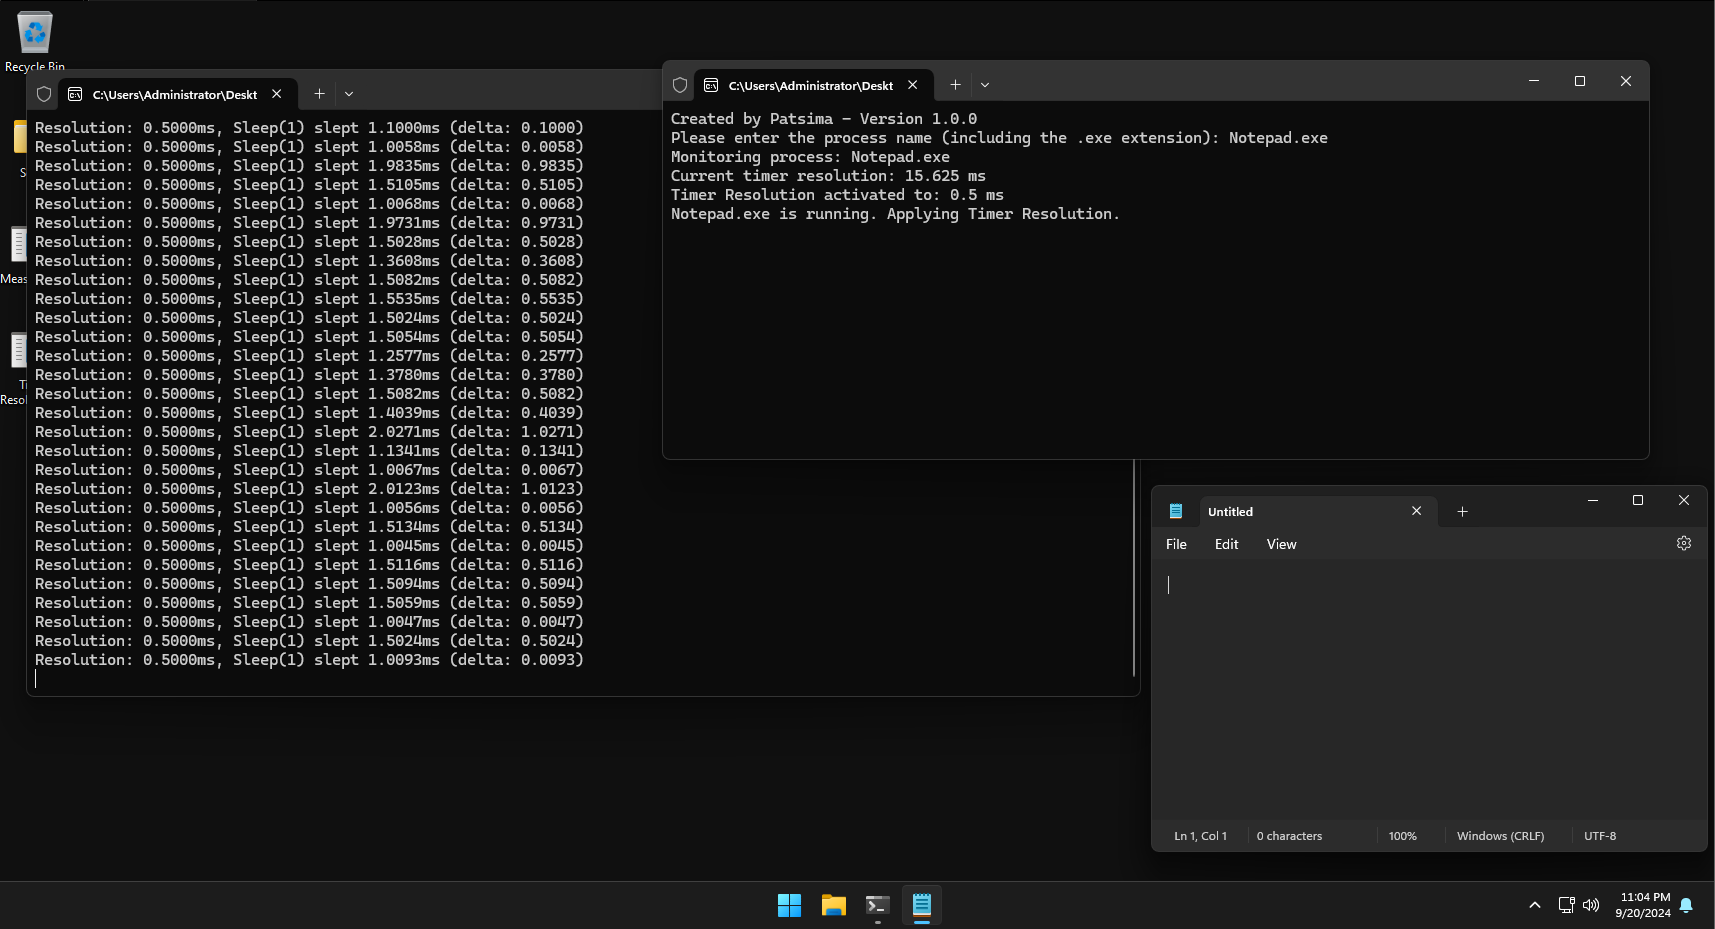 Recycle Bin
C:\Users\Administrator\Deskt
Resolution: 0.5000ms, Sleep(1) slept 1.1000ms (delta: 0.1000)
Resolution: 0.5000ms, Sleep(1) slept 1.0058ms (delta: 0.0058)
Resolution: 0.5000ms, Sleep(1) slept 1.9835ms (delta: 0.9835)
Resolution: 0.5000ms, Sleep(1) slept 1.5105ms (delta: 0.5105)
Resolution: 0.5000ms, Sleep(1) slept 1.0068ms (delta: 0.0068)
Resolution: 0.5000ms, Sleep(1) slept 1.9731ms (delta: 0.9731)
Resolution: 0.5000ms, Sleep(1) slept 1.5028ms (delta: 0.5028)
Resolution: 0.5000ms, Sleep(1) slept 1.3608ms (delta: 0.3608)
Resolution: 0.5000ms, Sleep(1) slept 1.5082ms (delta: 0.5082)
Resolution: 0.5000ms, Sleep(1) slept 1.5535ms (delta: 0.5535)
Resolution: 0.5000ms, Sleep(1) slept 1.5024ms (delta: 0.5024)
Resolution: 0.5000ms, Sleep(1) slept 1.5054ms (delta: 0.5054)
Resolution: 0.5000ms, Sleep(1) slept 1.2577ms (delta: 0.2577)
Resolution: 0.5000ms, Sleep(1) slept 1.3780ms (delta: 0.3780)
Resolution: 0.5000ms, Sleep(1) slept 1.5082ms (delta: 0.5082)
Resolution: 0.5000ms, Sleep(1) slept 1.4039ms (delta: 0.4039)
Resolution: 0.5000ms, Sleep(1) slept 2.0271ms (delta: 1.0271)
Resolution: 0.5000ms, Sleep(1) slept 1.1341ms (delta: 0.1341)
Resolution: 0.5000ms, Sleep(1) slept 1.0067ms (delta: 0.0067)
Resolution: 0.5000ms, Sleep(1) slept 2.0123ms (delta: 1.0123)
Resolution: 0.5000ms, Sleep(1) slept 1.0056ms (delta: 0.0056)
Resolution: 0.5000ms, Sleep(1) slept 1.5134ms (delta: 0.5134)
Resolution: 0.5000ms, Sleep(1) slept 1.0045ms (delta: 0.0045)
Resolution: 0.5000ms, Sleep(1) slept 1.5116ms (delta: 0.5116)
Resolution: 0.5000ms, Sleep(1) slept 1.5094ms (delta: 0.5094)
Resolution: 0.5000ms, Sleep(1) slept 1.5059ms (delta: 0.5059)
Resolution: 0.5000ms, Sleep(1) slept 1.0047ms (delta: 0.0047)
Resolution: 0.5000ms, Sleep(1) slept 1.5024ms (delta: 0.5024)
Resolution: 0.5000ms, Sleep(1) slept 1.0093ms (delta: 0.0093)
C:\Users\Administrator\Deskt
Created by Patsima - Version 1.0.0
Please enter the process name (including the .exe extension): Notepad.exe
Monitoring process: Notepad.exe
Current timer resolution: 15.625 ms
Timer Resolution activated to: 0.5 ms
Notepad.exe is running. Applying Timer Resolution.
Untitled
File Edit View
Ln 1, Col 1 0 characters 100% Windows (CRLF) UTF-8
11:04 PM
9/20/2024